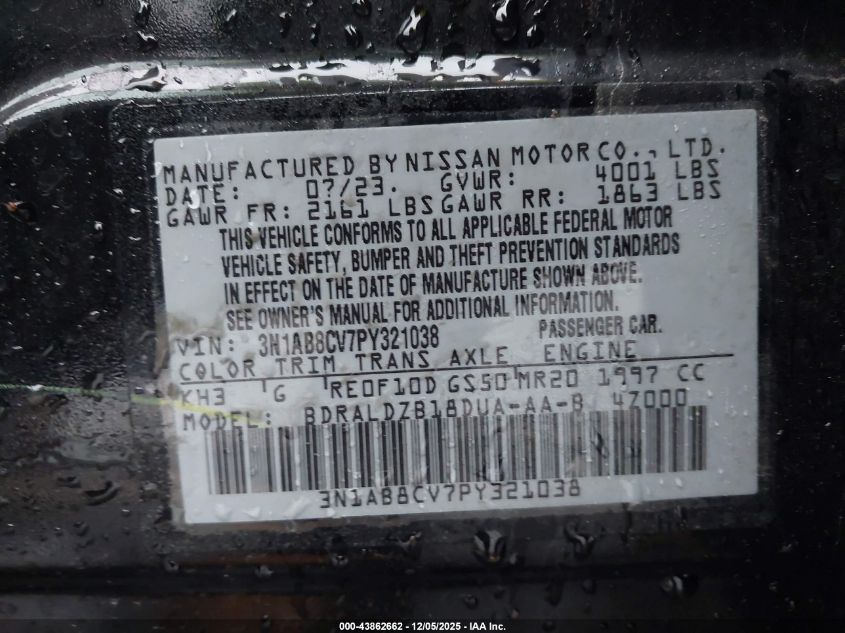 MANUFACTURED BY NISSAN MOTOR CO., LTD.
DATE: 07/23. GVWR: 4001 LBS
GAWR FR: 2161 LBS GAWR RR: 1863 LBS
THIS VEHICLE CONFORMS TO ALL APPLICABLE FEDERAL MOTOR
VEHICLE SAFETY, BUMPER AND THEFT PREVENTION STANDARDS
IN EFFECT ON THE DATE OF MANUFACTURE SHOWN ABOVE.
SEE OWNER'S MANUAL FOR ADDITIONAL INFORMATION.
VIN: 3N1AB8CV7PY321038 PASSENGER CAR.
COLOR TRIM TRANS AXLE ENGINE
KH3 G RE0F10D GS50 MR20 1997 CC
MODEL: BDRALDZB18DUA-AA-B 4Z000
3N1AB8CV7PY321038
000-43862662 - 12/05/2025 - IAA Inc.